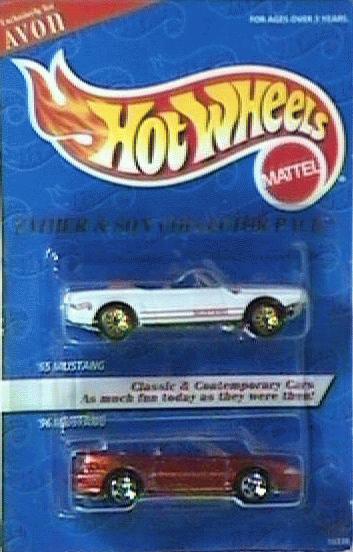 Exclusively for
AVON
FOR AGES OVER 3 YEARS.
HOT WHEELS
MATTEL
FATHER & SON COLLECTOR PACK
'65 MUSTANG
Classic & Contemporary Cars
As much fun today as they were then!
'96 MUSTANG